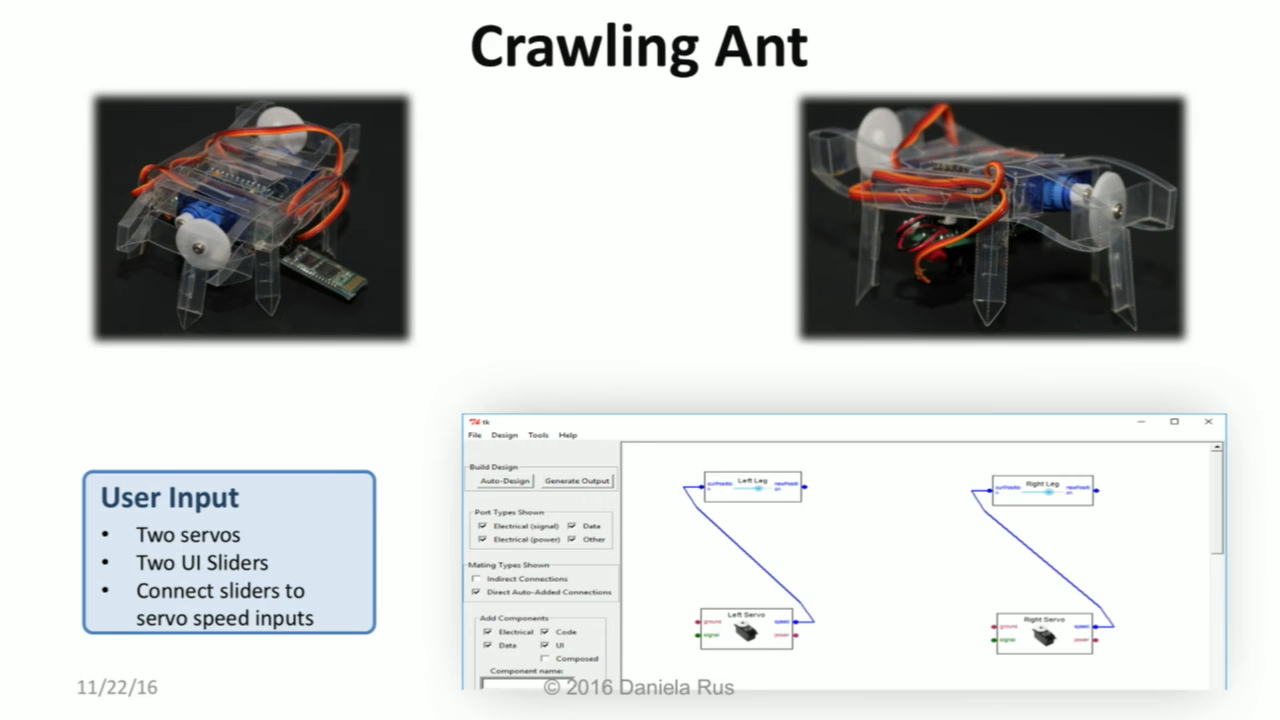 Crawling Ant
User Input
• Two servos
• Two UI Sliders
• Connect sliders to
servo speed inputs
tk
File Design Tools Help
Build Design
Auto-Design Generate Output
Port Types Shown
Electrical (signal) Data
Electrical (power) Other
Mating Types Shown
Indirect Connections
Direct Auto-Added Connections
Add Components
Electrical Code
Data UI
Composed
Component name:
Left Leg
Right Leg
Left Servo
ground speed
signal power
Right Servo
ground speed
signal power
11/22/16
© 2016 Daniela Rus